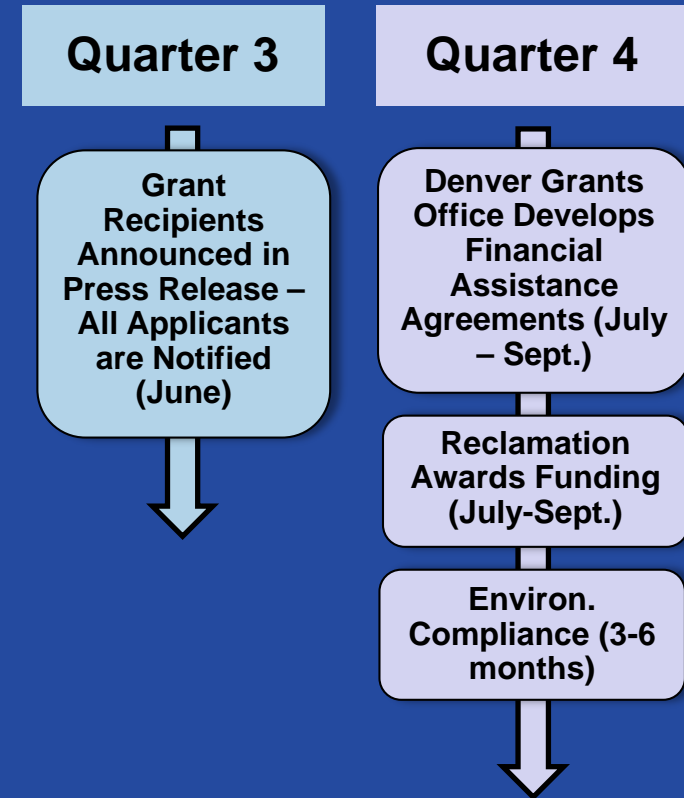 Quarter 3
Grant
Recipients
Announced in
Press Release –
All Applicants
are Notified
(June)
Quarter 4
Denver Grants
Office Develops
Financial
Assistance
Agreements (July
– Sept.)
Reclamation
Awards Funding
(July-Sept.)
Environ.
Compliance (3-6
months)